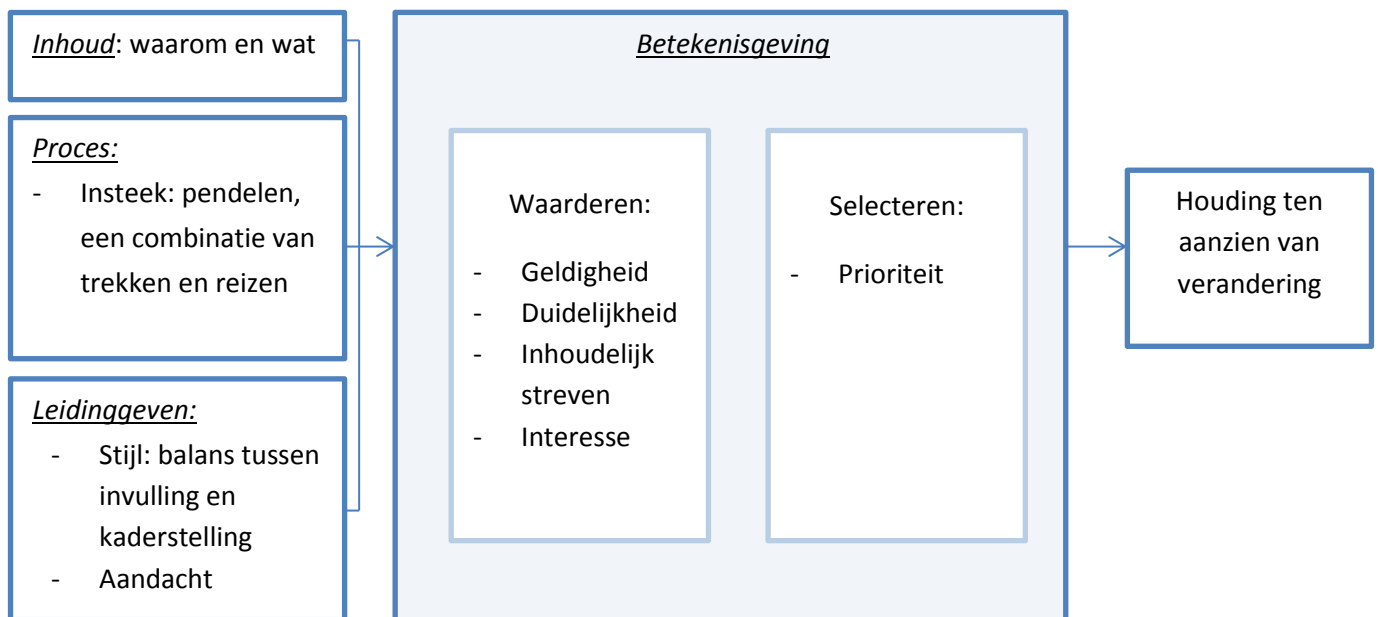 Inhoud: waarom en wat
Proces:
- Insteek: pendelen,
een combinatie van
trekken en reizen
Leidinggeven:
- Stijl: balans tussen
invulling en
kaderstelling
- Aandacht
Betekenisgeving
Waarderen:
- Geldigheid
- Duidelijkheid
- Inhoudelijk
streven
- Interesse
Selecteren:
- Prioriteit
Houding ten
aanzien van
verandering